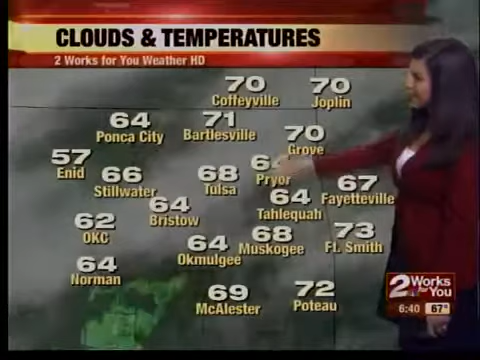 CLOUDS & TEMPERATURES
2 Works for You Weather HD
70
Coffeyville
70
Joplin
64
Ponca City
71
Bartlesville
70
Grove
57
Enid
66
Stillwater
68
Tulsa
Pryor
67
Fayetteville
64
Bristow
64
Tahlequah
62
OKC
64
Okmulgee
68
Muskogee
73
Ft. Smith
64
Norman
69
McAlester
72
Poteau
2 Works
for You
6:40 67°